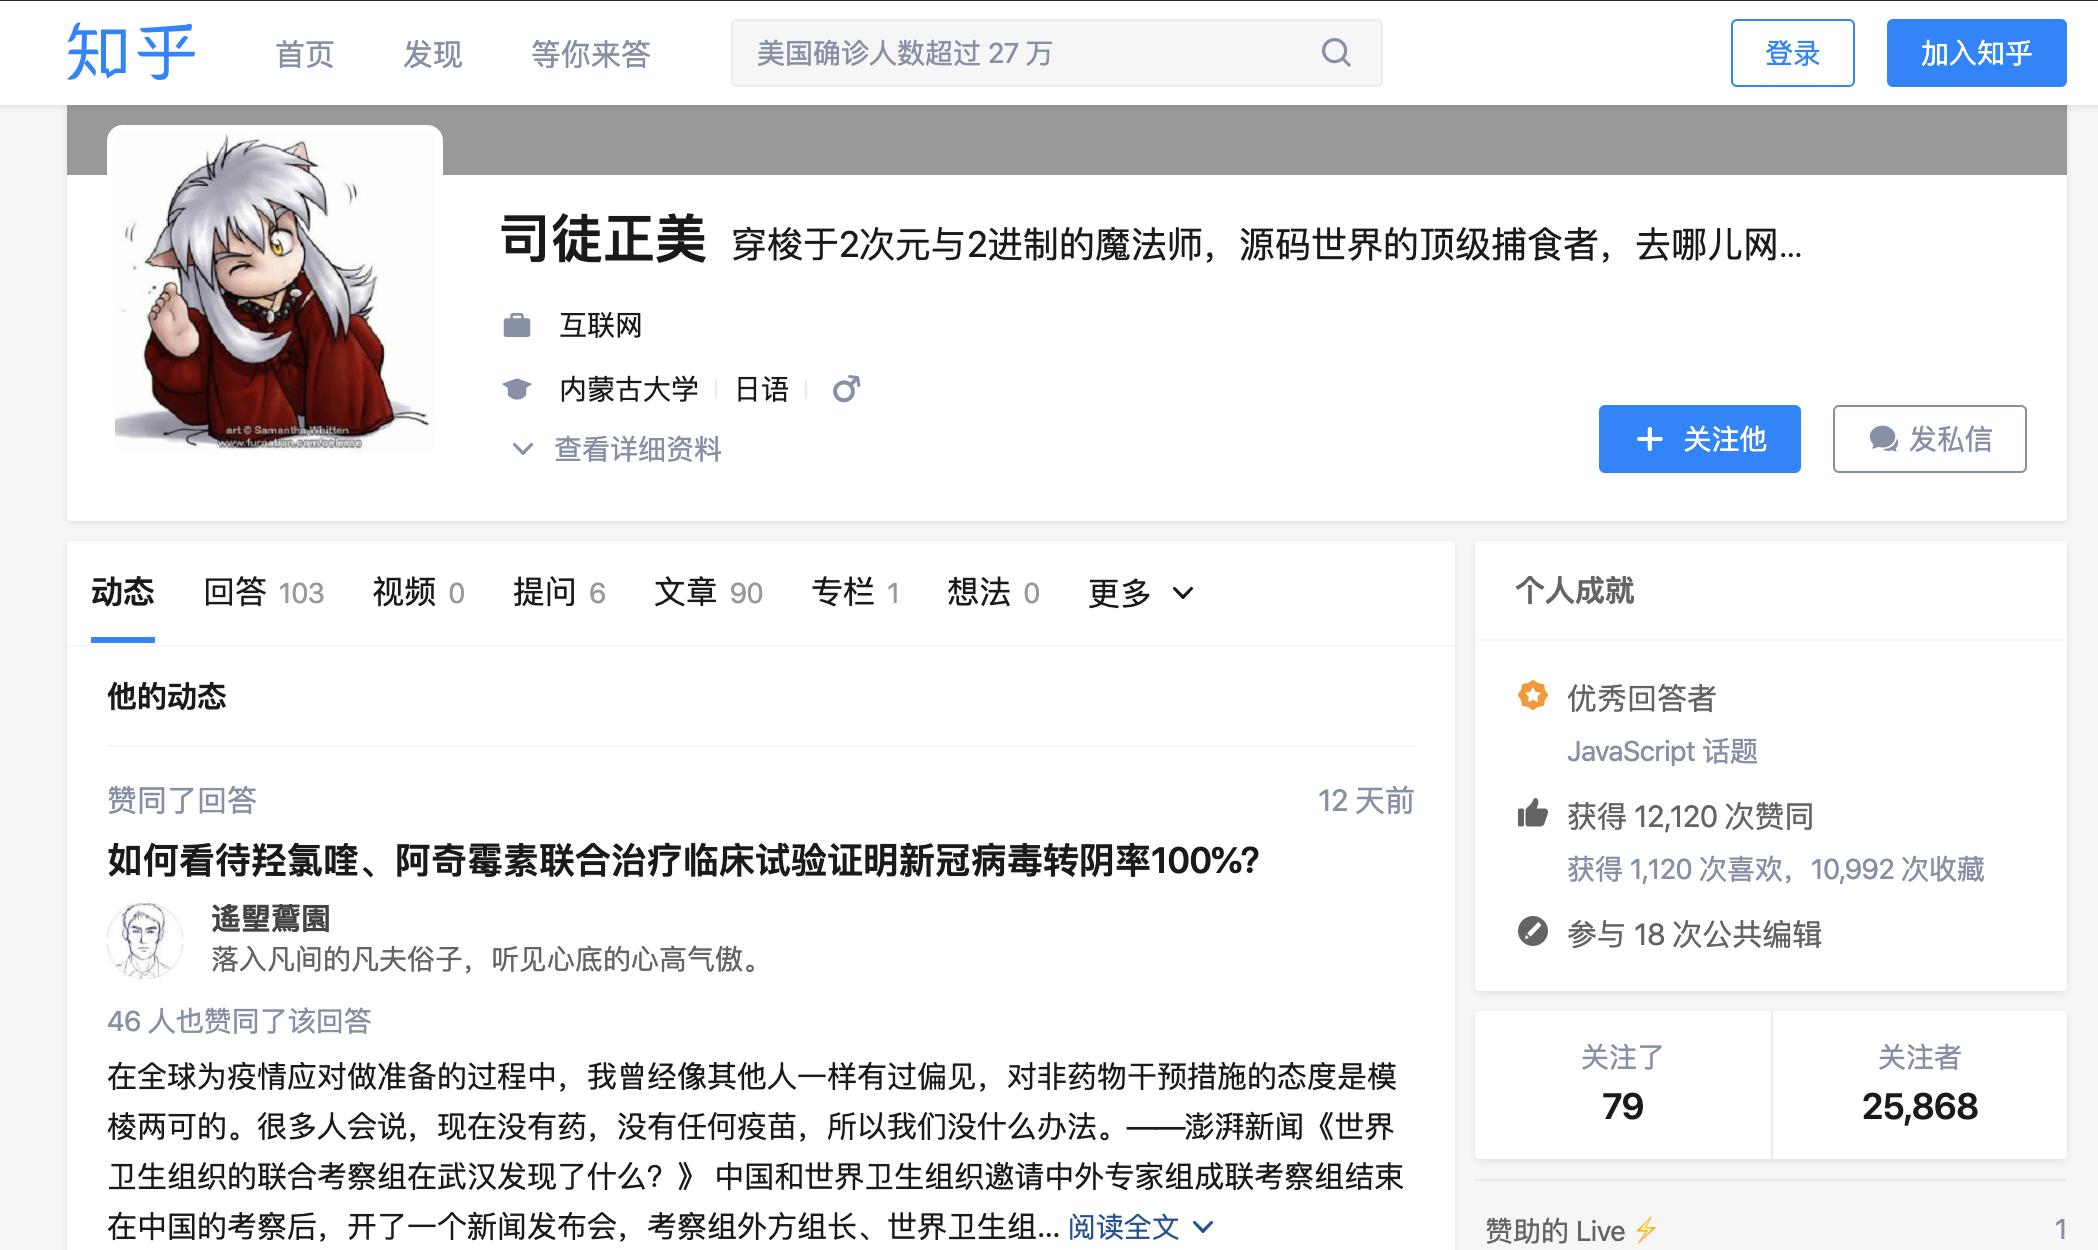 知乎 首页 发现 等你来答 美国确诊人数超过 27 万 登录 加入知乎
司徒正美 穿梭于2次元与2进制的魔法师，源码世界的顶级捕食者，去哪儿网...
互联网
内蒙古大学 日语
查看详细资料
关注他 发私信
art © Samantha Whitten
动态 回答 103 视频 0 提问 6 文章 90 专栏 1 想法 0 更多
他的动态
赞同了回答 12 天前
如何看待羟氯喹、阿奇霉素联合治疗临床试验证明新冠病毒转阴率100%?
落入凡间的凡夫俗子，听见心底的心高气傲。
46 人也赞同了该回答
在全球为疫情应对做准备的过程中，我曾经像其他人一样有过偏见，对非药物干预措施的态度是模
棱两可的。很多人会说，现在没有药，没有任何疫苗，所以我们没什么办法。——澎湃新闻《世界
卫生组织的联合考察组在武汉发现了什么？》 中国和世界卫生组织邀请中外专家组成联考察组结束
在中国的考察后，开了一个新闻发布会，考察组外方组长、世界卫生组... 阅读全文
个人成就
优秀回答者
JavaScript 话题
获得 12,120 次赞同
获得 1,120 次喜欢，10,992 次收藏
参与 18 次公共编辑
关注了 关注者
79 25,868
赞助的 Live ⚡ 1